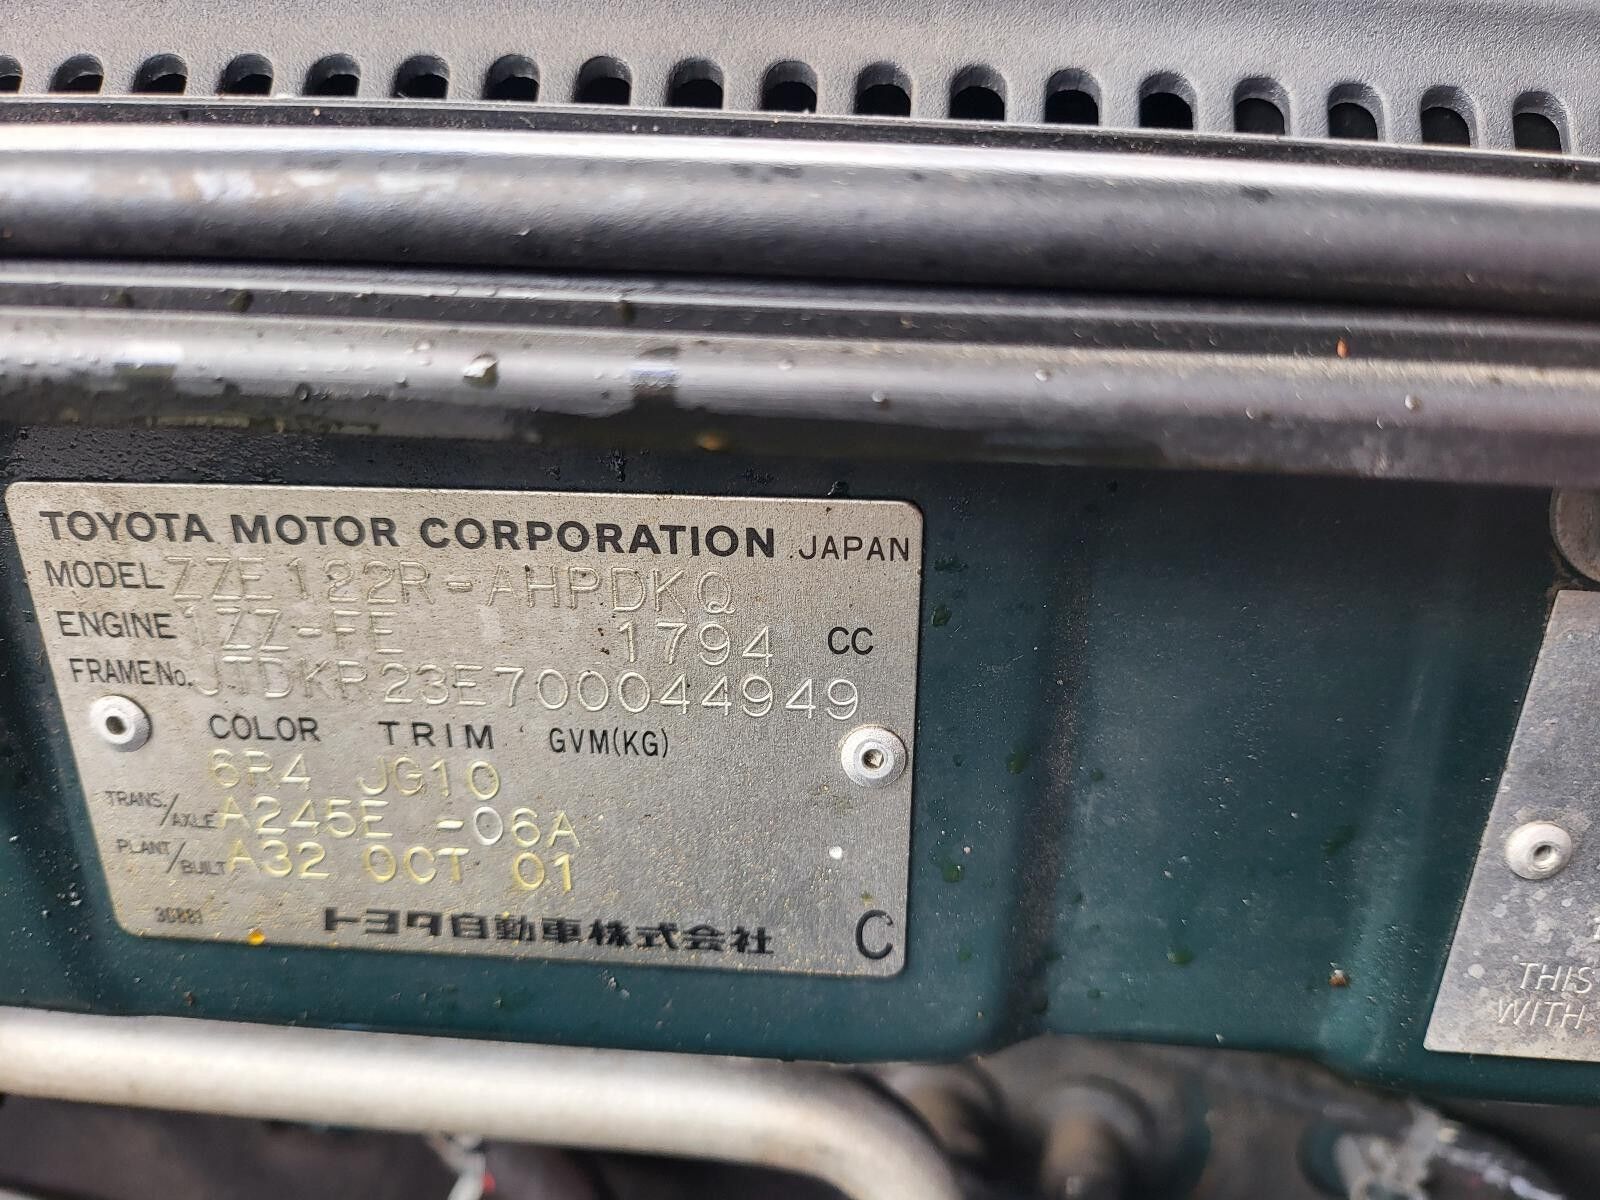 TOYOTA MOTOR CORPORATION JAPAN
MODEL ZZE122R-AHPDKQ
ENGINE 1ZZ-FE 1794 CC
FRAME No. JTDKP23E700044949
COLOR TRIM GVM(KG)
6R4 JG10
TRANS./AXLE A245E -06A
PLANT/BUILT A32 OCT 01
トヨタ自動車株式会社 C
THIS
WITH